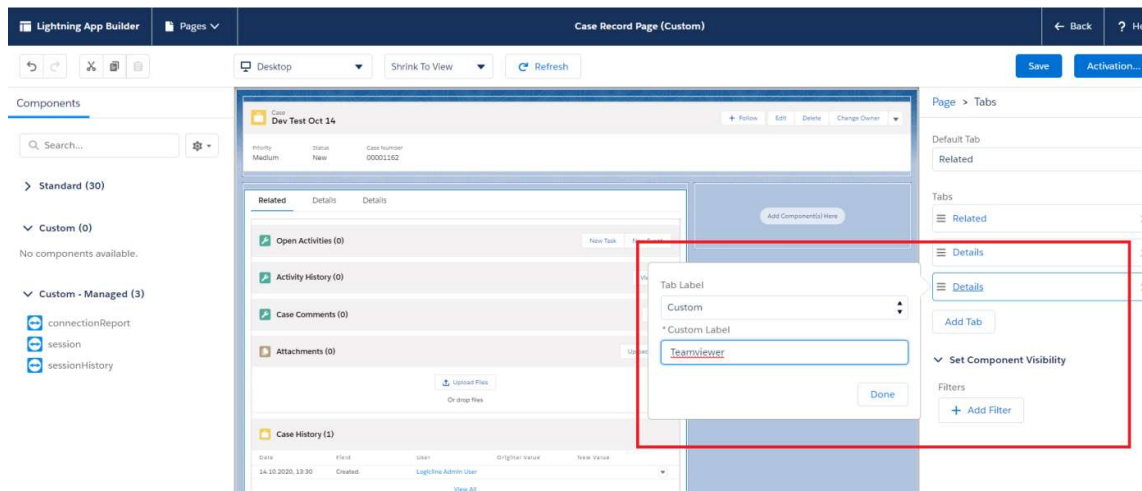 Lightning App Builder
Pages
Case Record Page (Custom)
Back
? He
Desktop
Shrink To View
Refresh
Save
Activation...
Components
Search...
Standard (30)
Custom (0)
No components available.
Custom - Managed (3)
connectionReport
session
sessionHistory
Case
Dev Test Oct 14
+ Follow
Edit
Delete
Change Owner
Priority
Status
Case Number
Medium
New
00001162
Related
Details
Details
Open Activities (0)
New Task
Activity History (0)
Case Comments (0)
Attachments (0)
Upload Files
Or drop files
Case History (1)
Date
Field
User
Original Value
New Value
14.10.2020, 13:30
Created.
Logicline Admin User
View All
Add Component(s) Here
Tab Label
Custom
*Custom Label
Teamviewer
Done
Page > Tabs
Default Tab
Related
Tabs
Related
Details
Details
Add Tab
Set Component Visibility
Filters
+ Add Filter